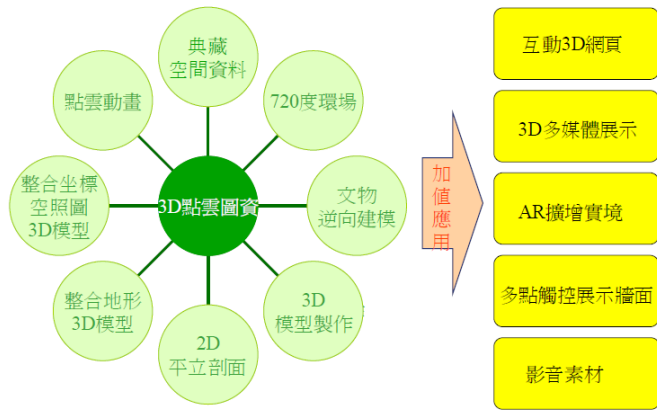 典藏
空間資料
720度環場
文物
逆向建模
3D
模型製作
2D
平立剖面
整合地形
3D模型
整合坐標
空照圖
3D模型
點雲動畫
3D點雲圖資
加
值
應
用
互動3D網頁
3D多媒體展示
AR擴增實境
多點觸控展示牆面
影音素材